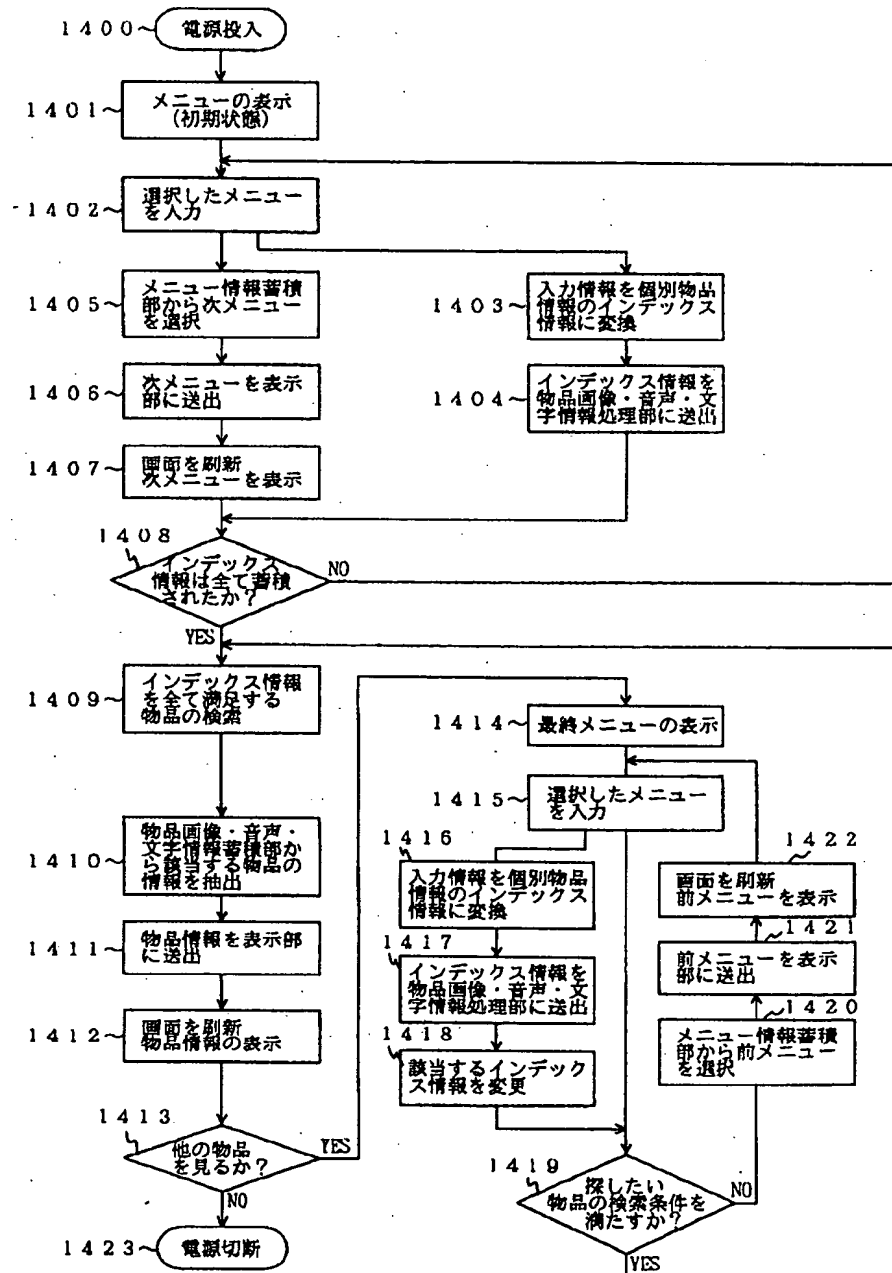 1400
電源投入
1401
メニューの表示
(初期状態)
1402
選択したメニュー
を入力
1405
メニュー情報蓄積
部から次メニュー
を選択
1403
入力情報を個別物品
情報のインデックス
情報に変換
1406
次メニューを表示
部に送出
1404
インデックス情報を
物品画像・音声・文
字情報処理部に送出
1407
画面を刷新
次メニューを表示
1408
インデックス
情報は全て蓄積
されたか?
NO
YES
1409
インデックス情報
を全て満足する
物品の検索
1410
物品画像・音声・
文字情報蓄積部か
ら該当する物品の
情報を抽出
1411
物品情報を表示部
に送出
1412
画面を刷新
物品情報の表示
1413
他の物品
を見るか?
YES
NO
1423
電源切断
1414
最終メニューの表示
1415
選択したメニュー
を入力
1416
入力情報を個別物品
情報のインデックス
情報に変換
1417
インデックス情報を
物品画像・音声・文
字情報処理部に送出
1418
該当するインデック
ス情報を変更
1422
画面を刷新
前メニューを表示
1421
前メニューを表示
部に送出
1420
メニュー情報蓄積
部から前メニュー
を選択
1419
探したい
物品の検索条件を
満たすか?
NO
YES